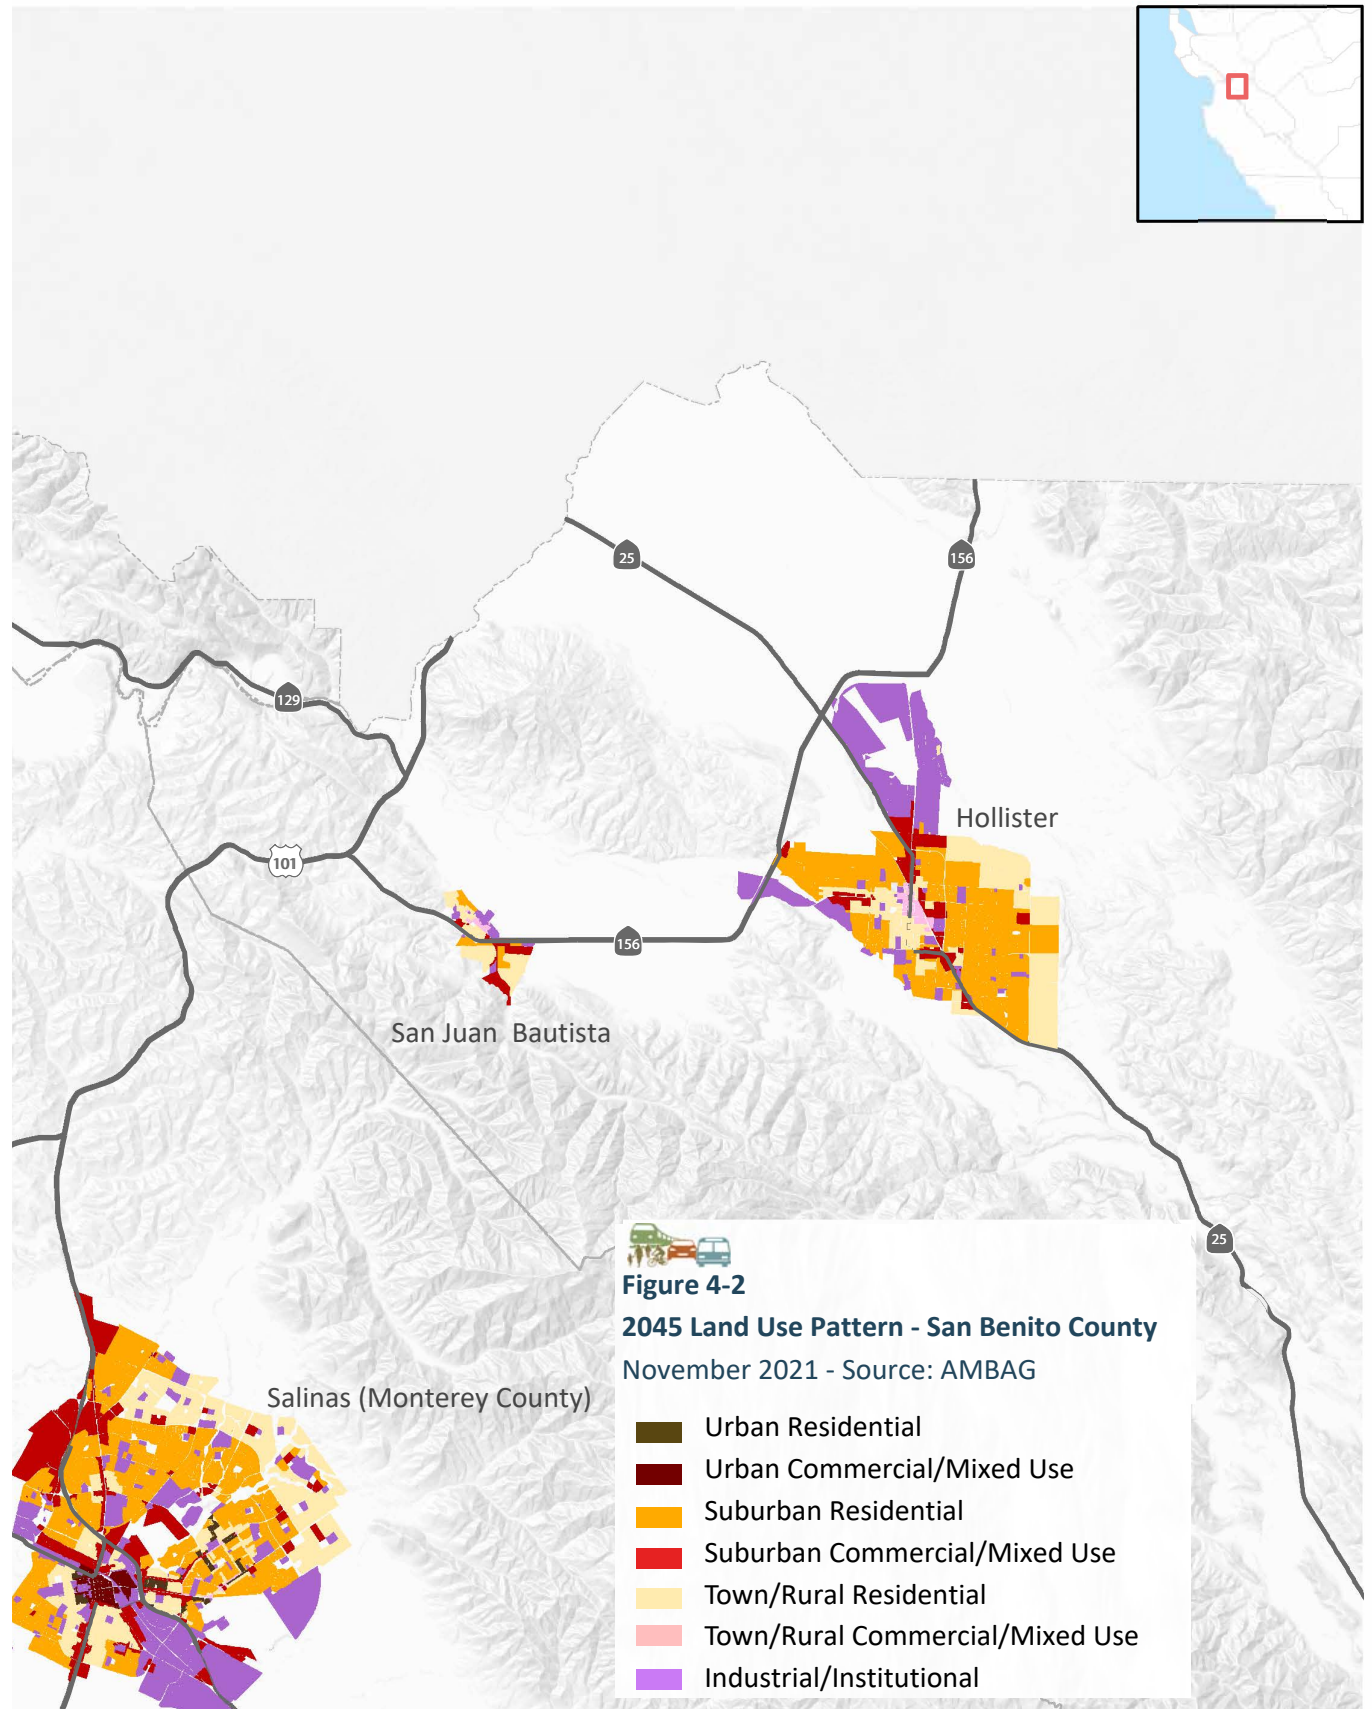 25
156
129
Hollister
101
156
San Juan  Bautista
25
Figure 4-2
2045 Land Use Pattern - San Benito County
November 2021 - Source: AMBAG
Salinas (Monterey County)
Urban Residential
Urban Commercial/Mixed Use
Suburban Residential
Suburban Commercial/Mixed Use
Town/Rural Residential
Town/Rural Commercial/Mixed Use
Industrial/Institutional